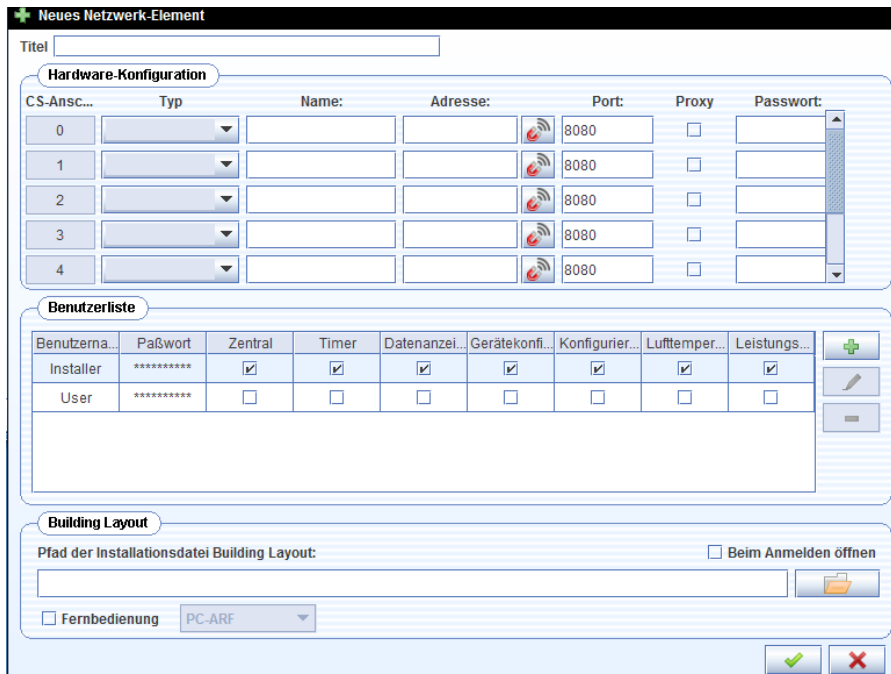 Neues Netzwerk-Element
Titel
Hardware-Konfiguration
CS-Ansc... Typ Name: Adresse: Port: Proxy Passwort:
0 8080
1 8080
2 8080
3 8080
4 8080
Benutzerliste
Benutzerna... Paßwort Zentral Timer Datenanzei... Gerätekonfi... Konfigurier... Lufttemper... Leistungs...
Installer **********
User **********
Building Layout
Pfad der Installationsdatei Building Layout: Beim Anmelden öffnen
Fernbedienung PC-ARF